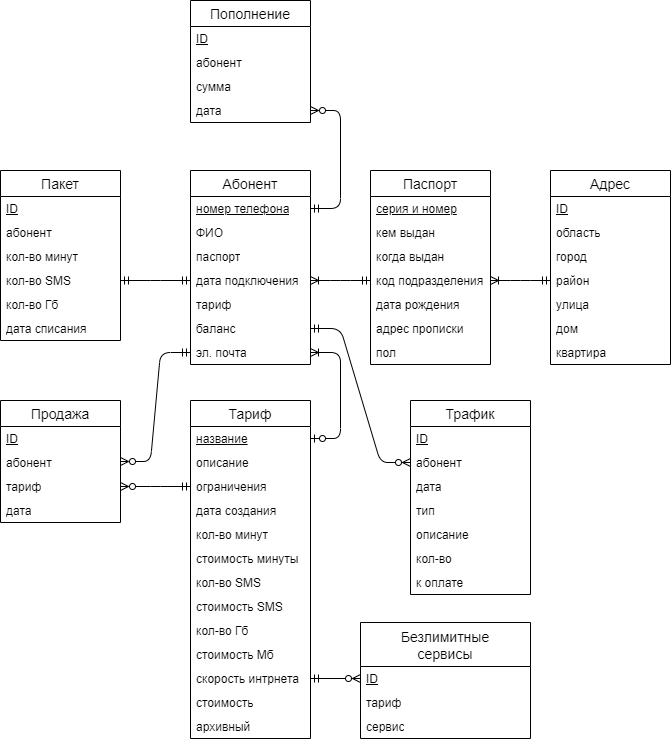 Пополнение
ID
абонент
сумма
дата
Пакет
ID
абонент
кол-во минут
кол-во SMS
кол-во Гб
дата списания
Абонент
номер телефона
ФИО
паспорт
дата подключения
тариф
баланс
эл. почта
Паспорт
серия и номер
кем выдан
когда выдан
код подразделения
дата рождения
адрес прописки
пол
Адрес
ID
область
город
район
улица
дом
квартира
Продажа
ID
абонент
тариф
дата
Тариф
название
описание
ограничения
дата создания
кол-во минут
стоимость минуты
кол-во SMS
стоимость SMS
кол-во Гб
стоимость Мб
скорость интрнета
стоимость
архивный
Трафик
ID
абонент
дата
тип
описание
кол-во
к оплате
Безлимитные
сервисы
ID
тариф
сервис